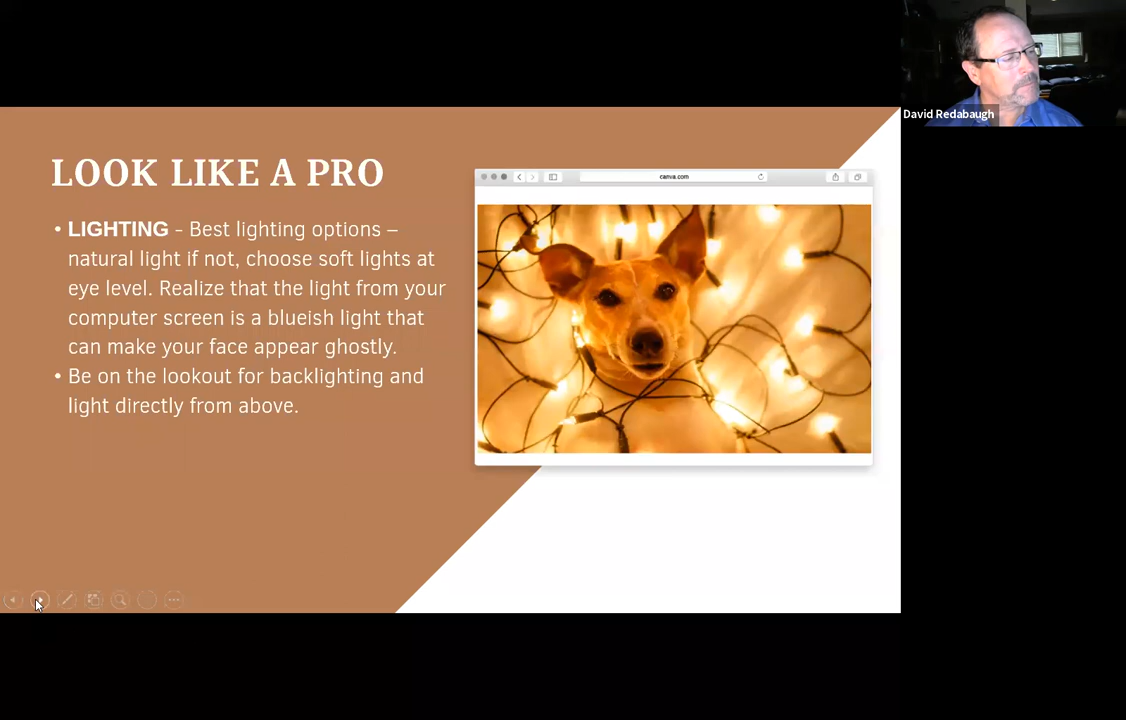 David Redabaugh
LOOK LIKE A PRO
canva.com
• LIGHTING - Best lighting options –
natural light if not, choose soft lights at
eye level. Realize that the light from your
computer screen is a blueish light that
can make your face appear ghostly.
• Be on the lookout for backlighting and
light directly from above.